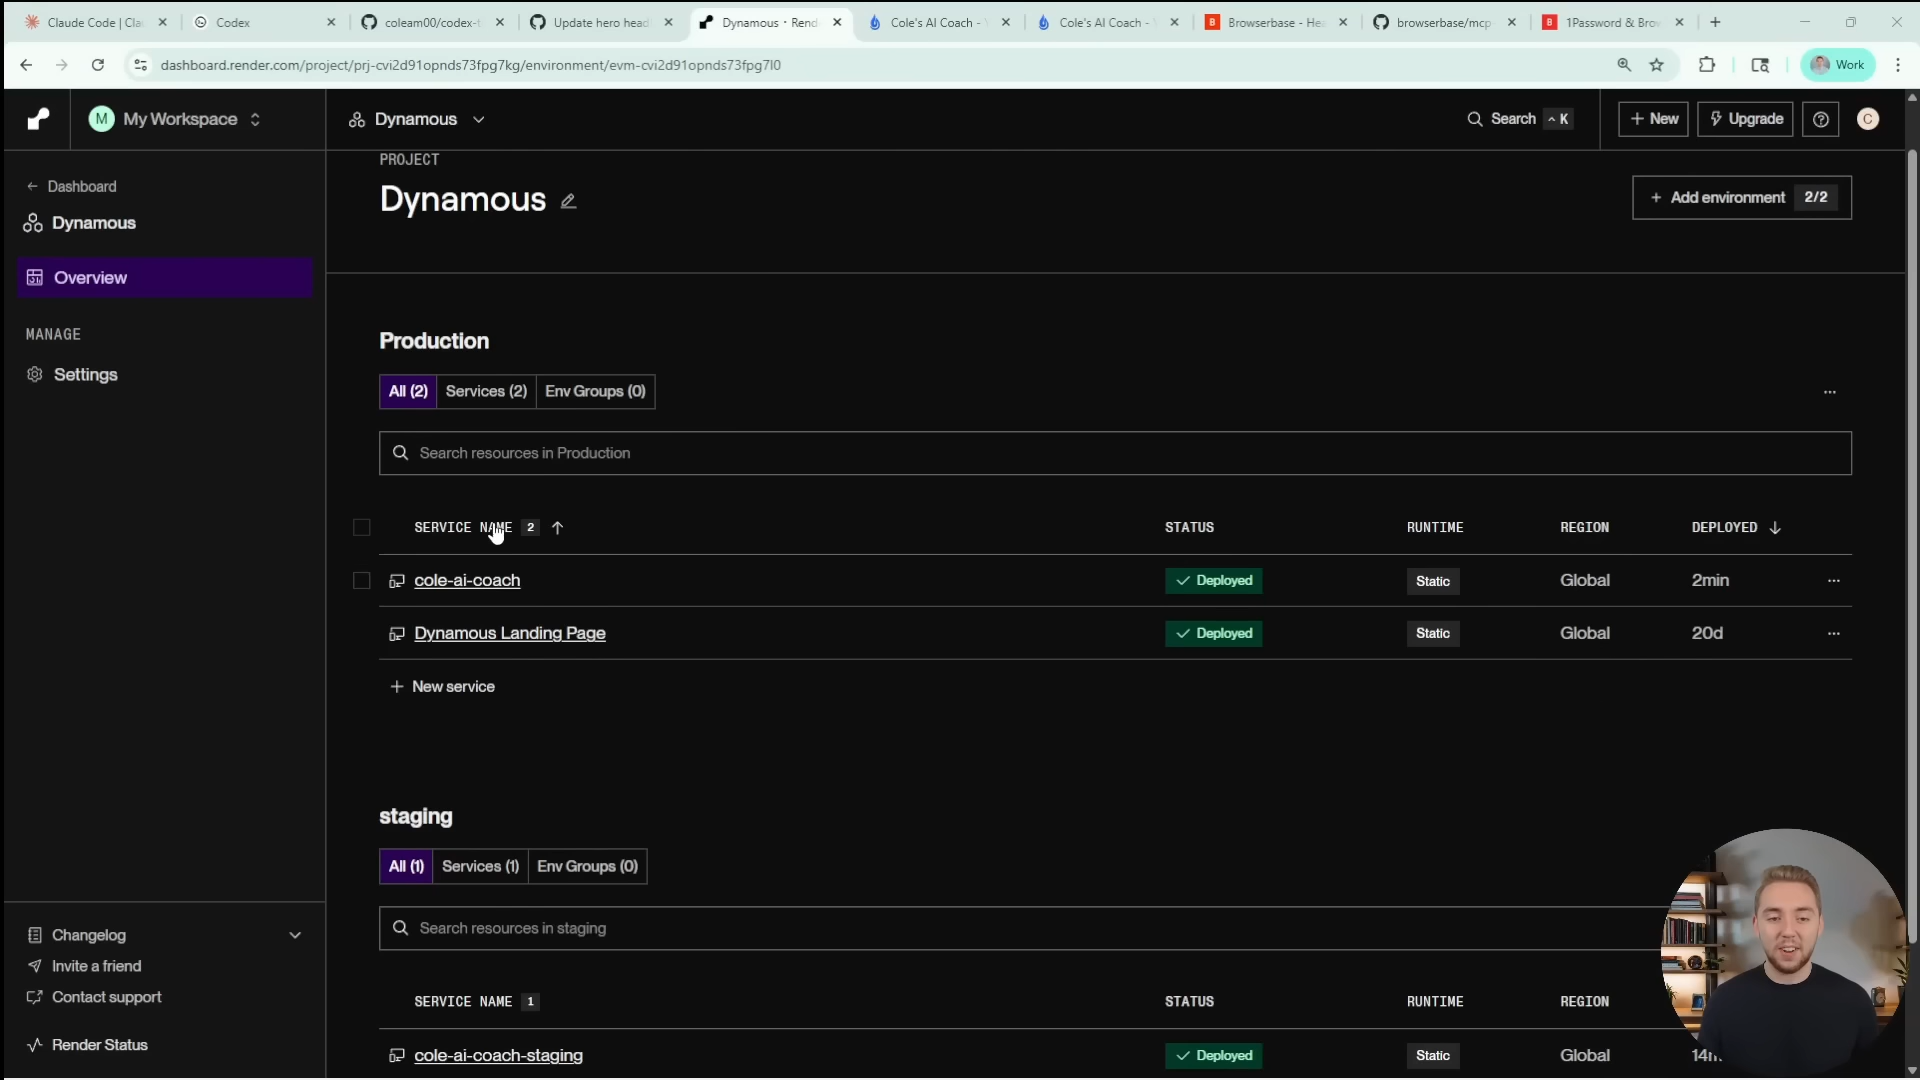 Claude Code | Cla
Codex
coleam00/codex-
Update hero head
Dynamous · Rend
Cole's AI Coach -
Cole's AI Coach -
Browserbase - He
browserbase/mcp
1Password & Bro
dashboard.render.com/project/prj-cvi2d91opnds73fpg7kg/environment/evm-cvi2d91opnds73fpg7l0
Work
M My Workspace
Dynamous
Search ^ K
+ New
Upgrade
C
← Dashboard
Dynamous
Overview
MANAGE
Settings
PROJECT
Dynamous
+ Add environment 2/2
Production
All (2) Services (2) Env Groups (0)
Search resources in Production
SERVICE NAME 2 ↑ STATUS RUNTIME REGION DEPLOYED ↓
cole-ai-coach ✓ Deployed Static Global 2min
Dynamous Landing Page ✓ Deployed Static Global 20d
+ New service
staging
All (1) Services (1) Env Groups (0)
Search resources in staging
SERVICE NAME 1 STATUS RUNTIME REGION
cole-ai-coach-staging ✓ Deployed Static Global
Changelog
Invite a friend
Contact support
Render Status